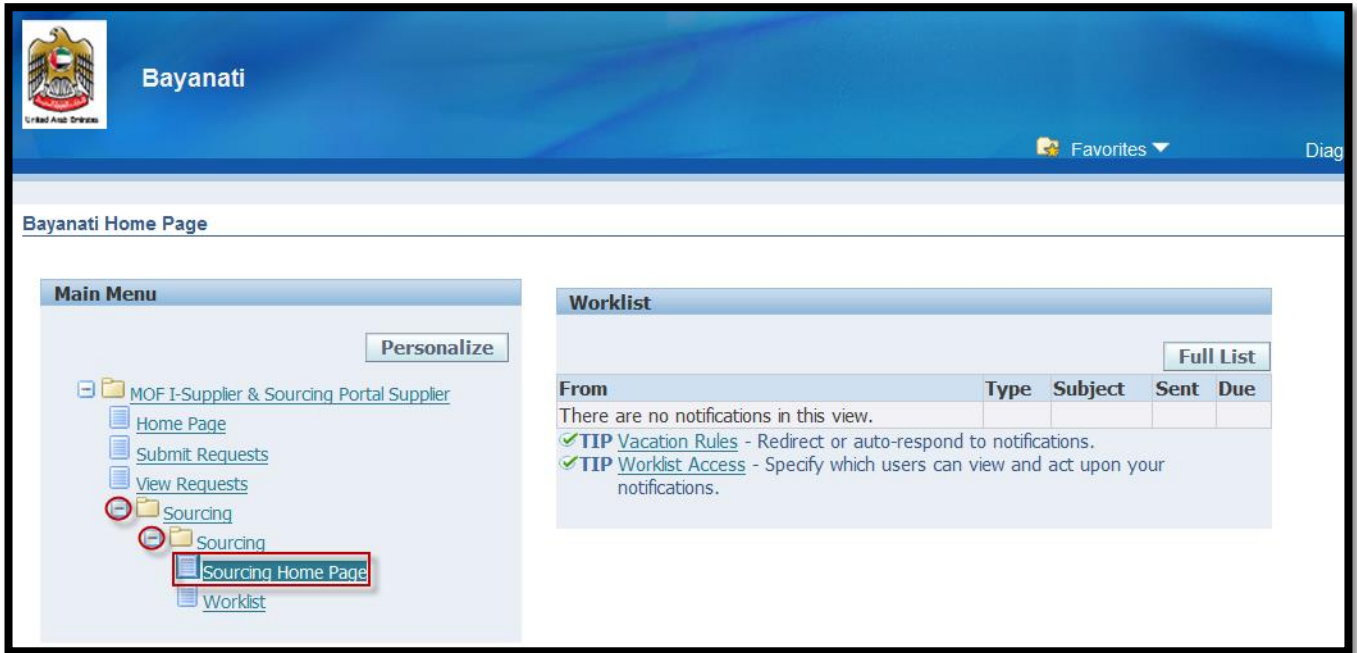 United Arab Emirates
Bayanati
Favorites
Diag
Bayanati Home Page
Main Menu
Personalize
MOF I-Supplier & Sourcing Portal Supplier
Home Page
Submit Requests
View Requests
Sourcing
Sourcing
Sourcing Home Page
Worklist
Worklist
Full List
From Type Subject Sent Due
There are no notifications in this view.
TIP Vacation Rules - Redirect or auto-respond to notifications.
TIP Worklist Access - Specify which users can view and act upon your
notifications.